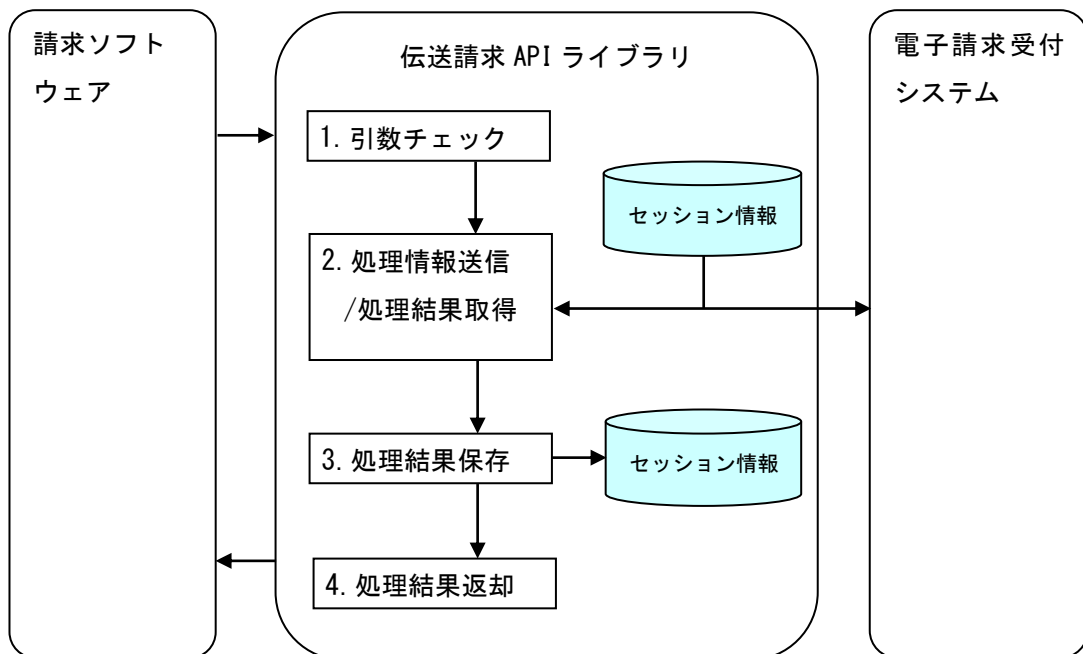 請求ソフト
ウェア
伝送請求 API ライブラリ
1. 引数チェック
セッション情報
2. 処理情報送信
/処理結果取得
3. 処理結果保存
セッション情報
4. 処理結果返却
電子請求受付
システム